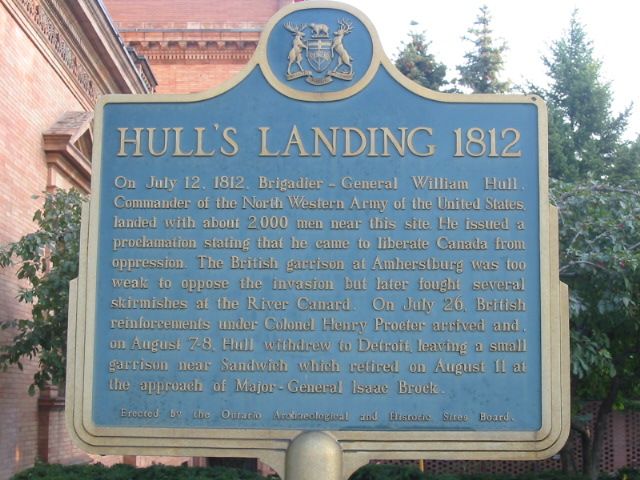 HULL'S LANDING 1812
On July 12, 1812, Brigadier-General William Hull,
Commander of the North Western Army of the United States,
landed with about 2,000 men near this site. He issued a
proclamation stating that he came to liberate Canada from
oppression. The British garrison at Amherstburg was too
weak to oppose the invasion but later fought several
skirmishes at the River Canard. On July 26, British
reinforcements under Colonel Henry Procter arrived and,
on August 7-8, Hull withdrew to Detroit, leaving a small
garrison near Sandwich which retired on August 11 at
the approach of Major-General Isaac Brock.
Erected by the Ontario Archaeological and Historic Sites Board.